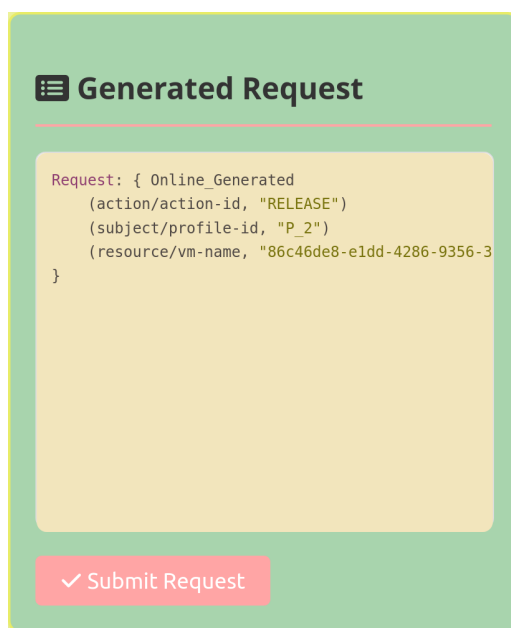 Generated Request
Request: { Online_Generated
(action/action-id, "RELEASE")
(subject/profile-id, "P_2")
(resource/vm-name, "86c46de8-e1dd-4286-9356-3
}
Submit Request